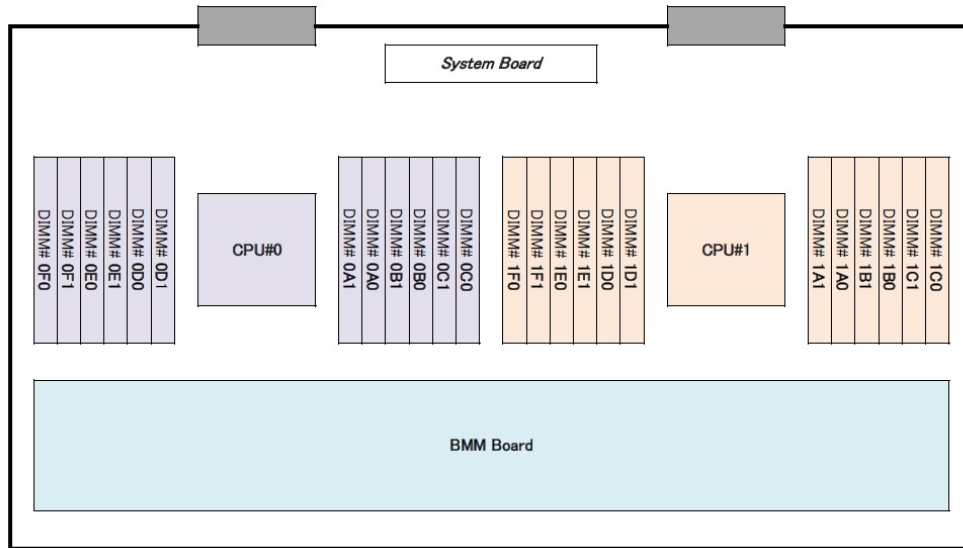 System Board
DIMM# 0F0
DIMM# 0F1
DIMM# 0E0
DIMM# 0E1
DIMM# 0D0
DIMM# 0D1
CPU#0
DIMM# 0A1
DIMM# 0A0
DIMM# 0B1
DIMM# 0B0
DIMM# 0C1
DIMM# 0C0
DIMM# 1F0
DIMM# 1F1
DIMM# 1E0
DIMM# 1E1
DIMM# 1D0
DIMM# 1D1
CPU#1
DIMM# 1A1
DIMM# 1A0
DIMM# 1B1
DIMM# 1B0
DIMM# 1C1
DIMM# 1C0
BMM Board